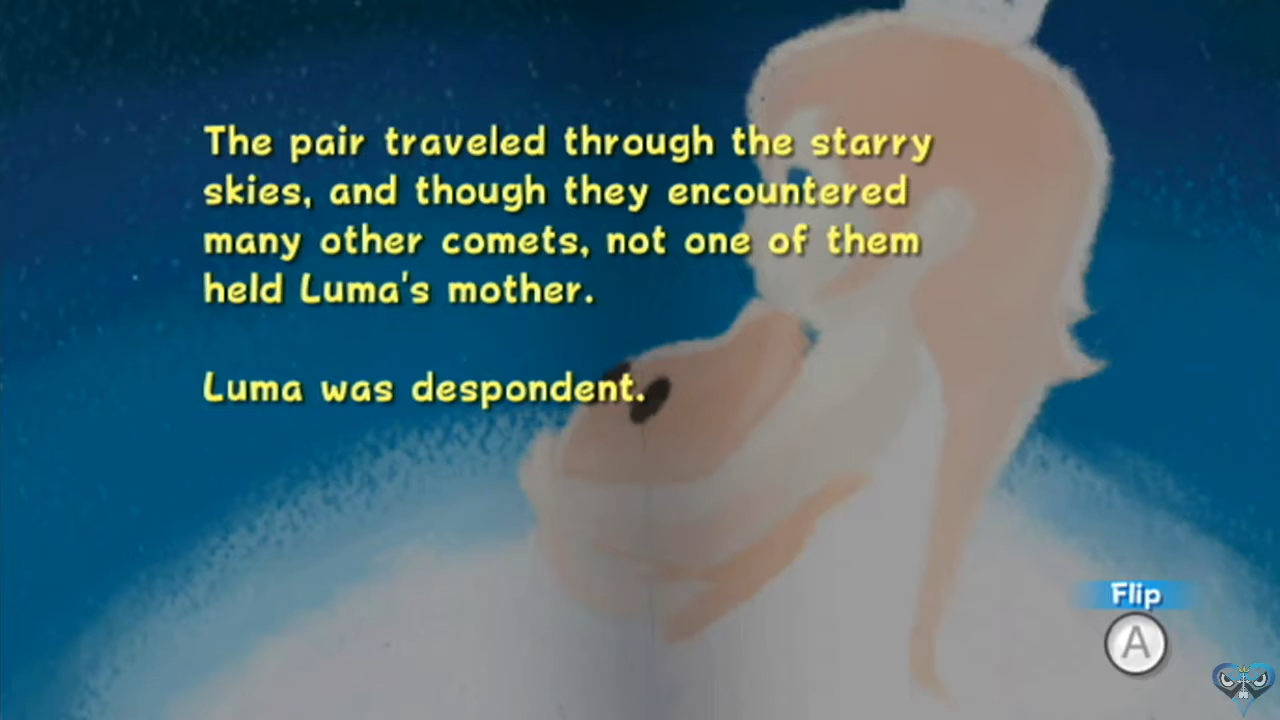 The pair traveled through the starry
skies, and though they encountered
many other comets, not one of them
held Luma's mother.
Luma was despondent.
Flip
A